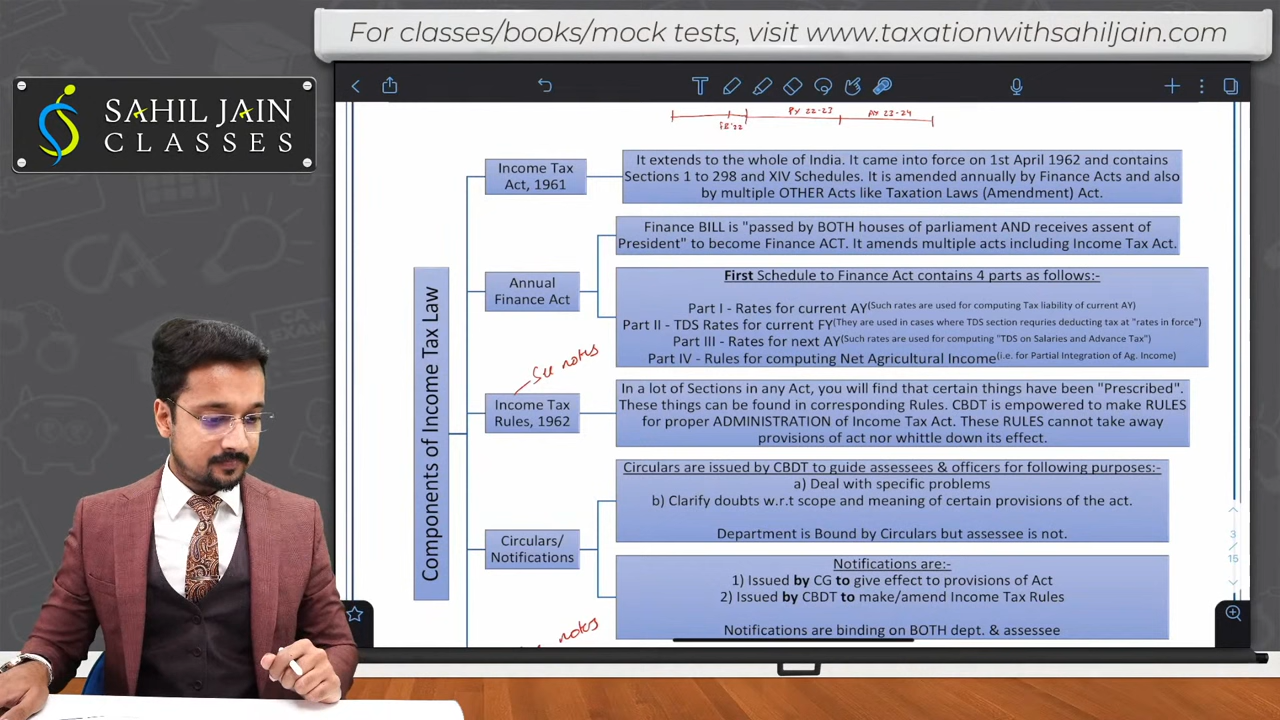 For classes/books/mock tests, visit www.taxationwithsahiljain.com
SAHIL JAIN
CLASSES
T
FB'22
PY 22-23
AY 23-24
Components of Income Tax Law
Income Tax
Act, 1961
It extends to the whole of India. It came into force on 1st April 1962 and contains
Sections 1 to 298 and XIV Schedules. It is amended annually by Finance Acts and also
by multiple OTHER Acts like Taxation Laws (Amendment) Act.
Annual
Finance Act
Finance BILL is "passed by BOTH houses of parliament AND receives assent of
President" to become Finance ACT. It amends multiple acts including Income Tax Act.
First Schedule to Finance Act contains 4 parts as follows:-
Part I - Rates for current AY(Such rates are used for computing Tax liability of current AY)
Part II - TDS Rates for current FY(They are used in cases where TDS section requries deducting tax at "rates in force")
Part III - Rates for next AY(Such rates are used for computing "TDS on Salaries and Advance Tax")
Part IV - Rules for computing Net Agricultural Income(i.e. for Partial Integration of Ag. Income)
See notes
Income Tax
Rules, 1962
In a lot of Sections in any Act, you will find that certain things have been "Prescribed".
These things can be found in corresponding Rules. CBDT is empowered to make RULES
for proper ADMINISTRATION of Income Tax Act. These RULES cannot take away
provisions of act nor whittle down its effect.
Circulars/
Notifications
Circulars are issued by CBDT to guide assessees & officers for following purposes:-
a) Deal with specific problems
b) Clarify doubts w.r.t scope and meaning of certain provisions of the act.
Department is Bound by Circulars but assessee is not.
Notifications are:-
1) Issued by CG to give effect to provisions of Act
2) Issued by CBDT to make/amend Income Tax Rules
Notifications are binding on BOTH dept. & assessee
notes
3
/
15